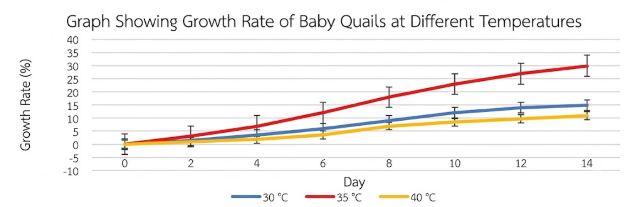 Graph Showing Growth Rate of Baby Quails at Different Temperatures
Growth Rate (%)
40
35
30
25
20
15
10
5
0
-5
-10
0 2 4 6 8 10 12 14
Day
30 °C 35 °C 40 °C